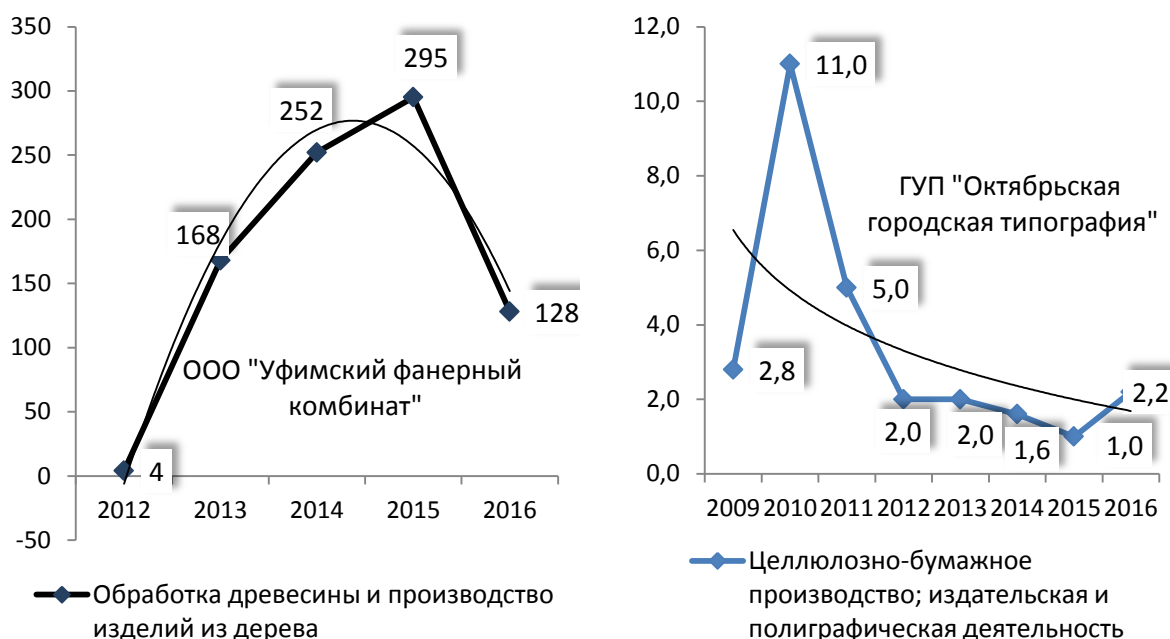 350
300
250
200
150
100
50
0
-50
4
168
252
295
128
ООО "Уфимский фанерный
комбинат"
2012 2013 2014 2015 2016
Обработка древесины и производство
изделий из дерева
12,0
10,0
8,0
6,0
4,0
2,0
0,0
2,8
11,0
5,0
2,0
2,0
1,6
1,0
2,2
ГУП "Октябрьская
городская типография"
2009 2010 2011 2012 2013 2014 2015 2016
Целлюлозно-бумажное
производство; издательская и
полиграфическая деятельность